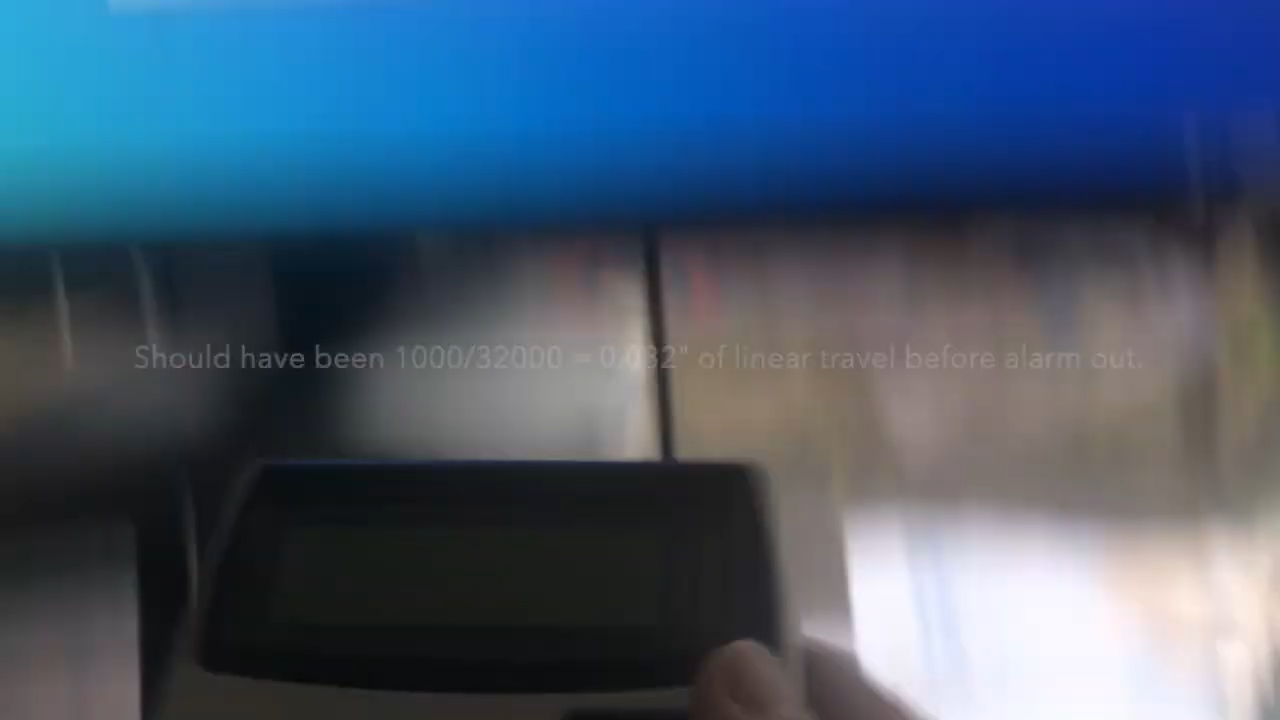 Should have been 1000/32000 = 0.032" of linear travel before alarm out.